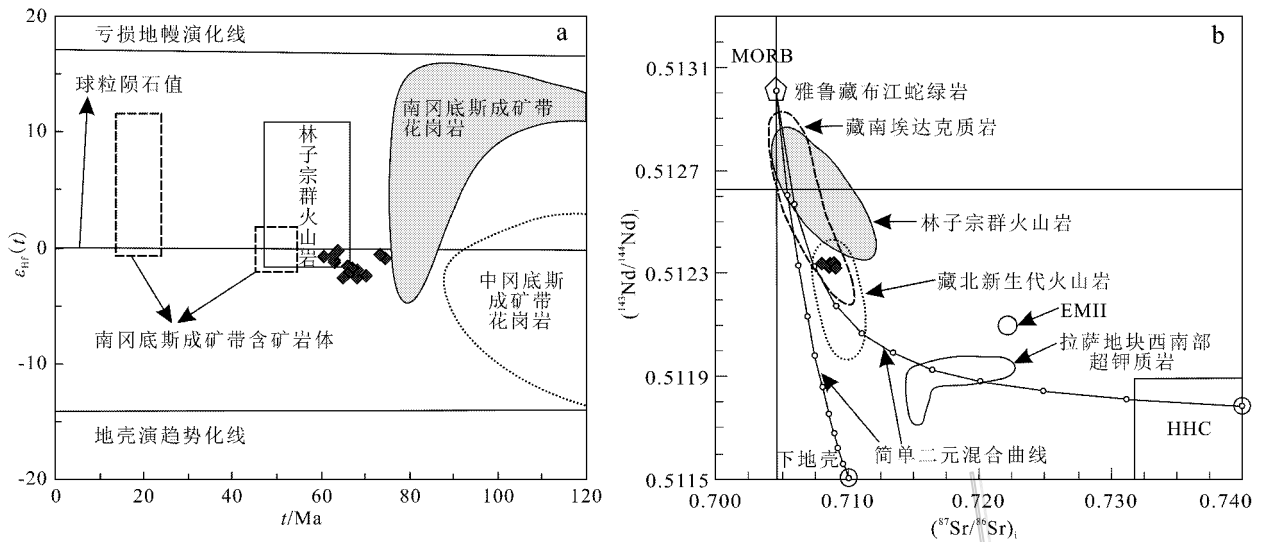 20
10
0
-10
-20
εHf(t)
0
20
40
60
80
100
120
t/Ma
a
亏损地幔演化线
球粒陨石值
南冈底斯成矿带
花岗岩
林子宗群火山岩
中冈底斯
成矿带
花岗岩
南冈底斯成矿带含矿岩体
地壳演趋势化线
b
0.5131
0.5127
0.5123
0.5119
0.5115
(¹⁴³Nd/¹⁴⁴Nd)i
0.700
0.710
0.720
0.730
0.740
(⁸⁷Sr/⁸⁶Sr)i
MORB
雅鲁藏布江蛇绿岩
藏南埃达克质岩
林子宗群火山岩
藏北新生代火山岩
EMII
拉萨地块西南部
超钾质岩
HHC
下地壳
简单二元混合曲线